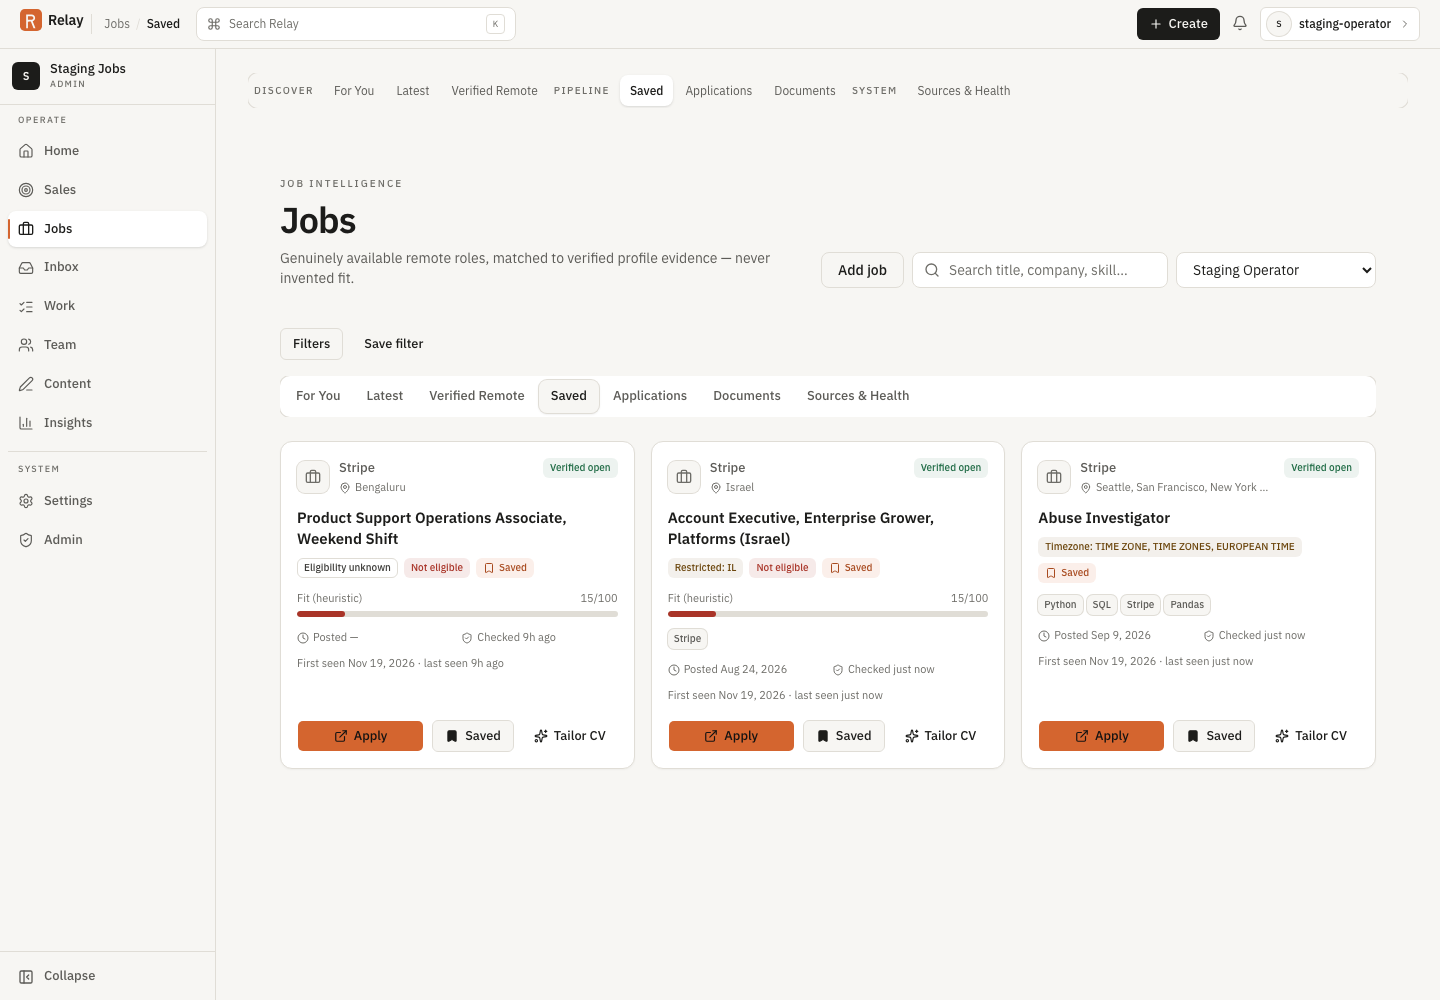 Relay
Jobs / Saved
Search Relay
K
Create
S
staging-operator
S
Staging Jobs
ADMIN
OPERATE
Home
Sales
Jobs
Inbox
Work
Team
Content
Insights
SYSTEM
Settings
Admin
Collapse
DISCOVER For You Latest Verified Remote PIPELINE Saved Applications Documents SYSTEM Sources & Health
JOB INTELLIGENCE
Jobs
Genuinely available remote roles, matched to verified profile evidence — never
invented fit.
Add job
Search title, company, skill...
Staging Operator
Filters
Save filter
For You Latest Verified Remote Saved Applications Documents Sources & Health
Stripe
Verified open
Bengaluru
Product Support Operations Associate,
Weekend Shift
Eligibility unknown Not eligible Saved
Fit (heuristic) 15/100
Posted — Checked 9h ago
First seen Nov 19, 2026 · last seen 9h ago
Apply Saved Tailor CV
Stripe
Verified open
Israel
Account Executive, Enterprise Grower,
Platforms (Israel)
Restricted: IL Not eligible Saved
Fit (heuristic) 15/100
Stripe
Posted Aug 24, 2026 Checked just now
First seen Nov 19, 2026 · last seen just now
Apply Saved Tailor CV
Stripe
Verified open
Seattle, San Francisco, New York ...
Abuse Investigator
Timezone: TIME ZONE, TIME ZONES, EUROPEAN TIME
Saved
Python SQL Stripe Pandas
Posted Sep 9, 2026 Checked just now
First seen Nov 19, 2026 · last seen just now
Apply Saved Tailor CV